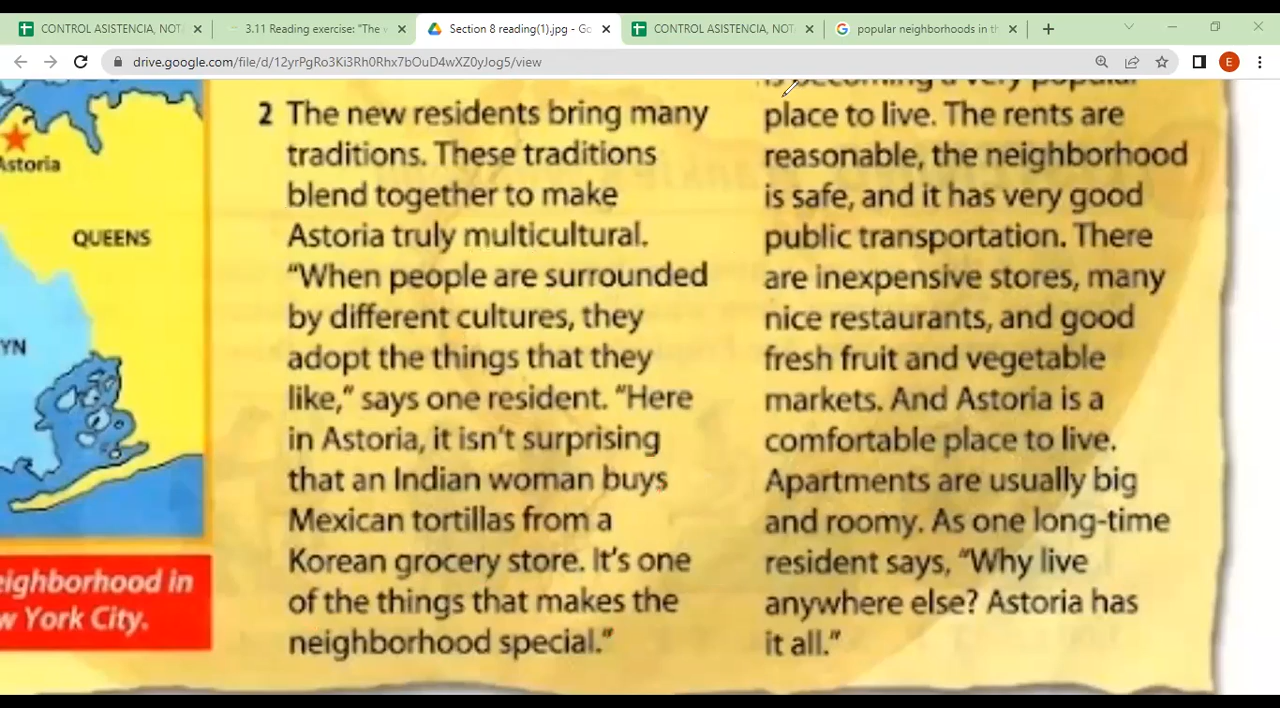 CONTROL ASISTENCIA, NOT
3.11 Reading exercise: "The
Section 8 reading(1).jpg - Go
CONTROL ASISTENCIA, NOT
popular neighborhoods in th
drive.google.com/file/d/12yrPgRo3Ki3Rh0Rhx7bOuD4wXZ0yJqj5/view
E
Astoria
QUEENS
YN
eighborhood in
w York City.
2 The new residents bring many
traditions. These traditions
blend together to make
Astoria truly multicultural.
“When people are surrounded
by different cultures, they
adopt the things that they
like,” says one resident. “Here
in Astoria, it isn’t surprising
that an Indian woman buys
Mexican tortillas from a
Korean grocery store. It’s one
of the things that makes the
neighborhood special.”
is becoming a very popular
place to live. The rents are
reasonable, the neighborhood
is safe, and it has very good
public transportation. There
are inexpensive stores, many
nice restaurants, and good
fresh fruit and vegetable
markets. And Astoria is a
comfortable place to live.
Apartments are usually big
and roomy. As one long-time
resident says, “Why live
anywhere else? Astoria has
it all.”